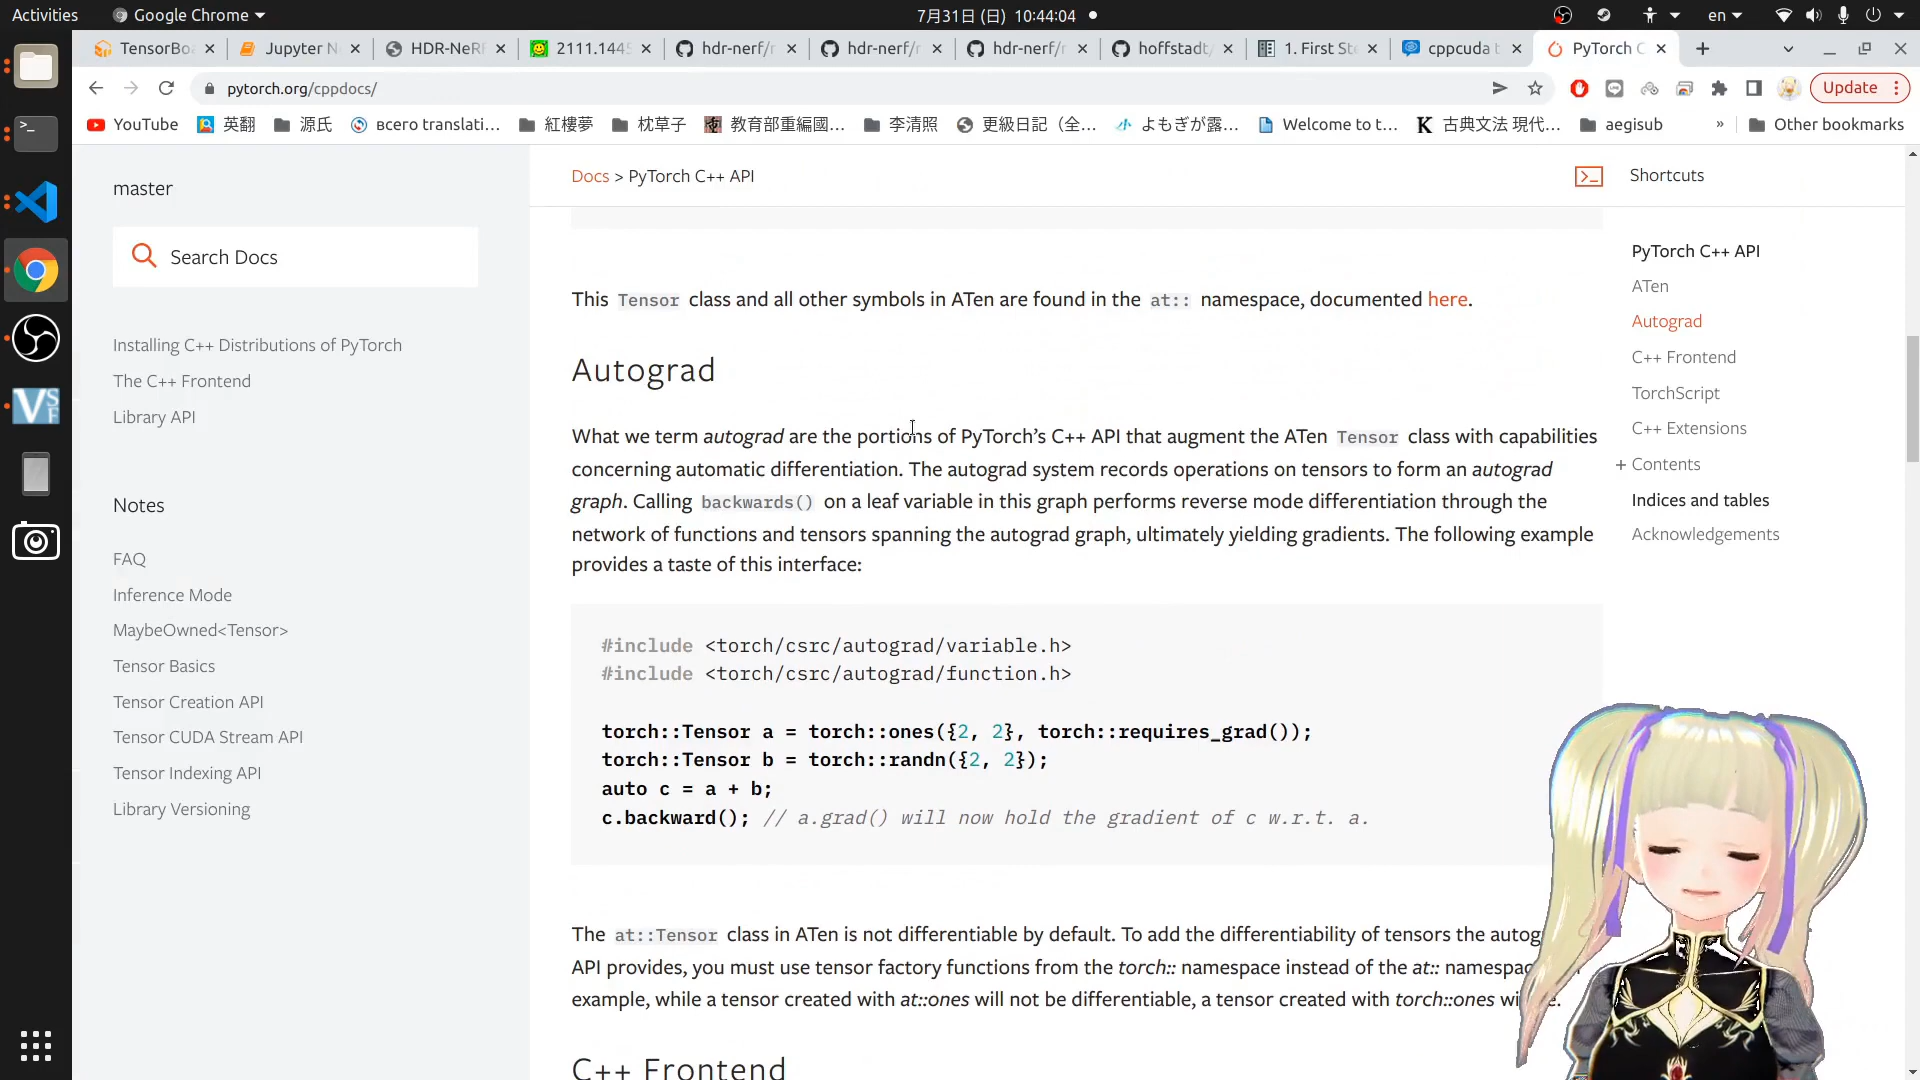 Activities
Google Chrome
7月31日 (日) 10:44:04
en
TensorBo
Jupyter N
HDR-NeRF
2111.1445
hdr-nerf/r
hdr-nerf/r
hdr-nerf/r
hoffstadt/
1. First St
cppcuda t
PyTorch C
pytorch.org/cppdocs/
Update
YouTube
英翻
源氏
всего translati...
紅樓夢
枕草子
教育部重編國...
李清照
更級日記（全...
よもぎが露...
Welcome to t...
古典文法 現代...
aegisub
»
Other bookmarks
master
Search Docs
Installing C++ Distributions of PyTorch
The C++ Frontend
Library API
Notes
FAQ
Inference Mode
MaybeOwned<Tensor>
Tensor Basics
Tensor Creation API
Tensor CUDA Stream API
Tensor Indexing API
Library Versioning
Docs > PyTorch C++ API
Shortcuts
This Tensor class and all other symbols in ATen are found in the at:: namespace, documented here.
Autograd
What we term autograd are the portions of PyTorch’s C++ API that augment the ATen Tensor class with capabilities
concerning automatic differentiation. The autograd system records operations on tensors to form an autograd
graph. Calling backwards() on a leaf variable in this graph performs reverse mode differentiation through the
network of functions and tensors spanning the autograd graph, ultimately yielding gradients. The following example
provides a taste of this interface:
#include <torch/csrc/autograd/variable.h>
#include <torch/csrc/autograd/function.h>
torch::Tensor a = torch::ones({2, 2}, torch::requires_grad());
torch::Tensor b = torch::randn({2, 2});
auto c = a + b;
c.backward(); // a.grad() will now hold the gradient of c w.r.t. a.
The at::Tensor class in ATen is not differentiable by default. To add the differentiability of tensors the autog
API provides, you must use tensor factory functions from the torch:: namespace instead of the at:: namespac
example, while a tensor created with at::ones will not be differentiable, a tensor created with torch::ones wi
C++ Frontend
PyTorch C++ API
ATen
Autograd
C++ Frontend
TorchScript
C++ Extensions
+ Contents
Indices and tables
Acknowledgements